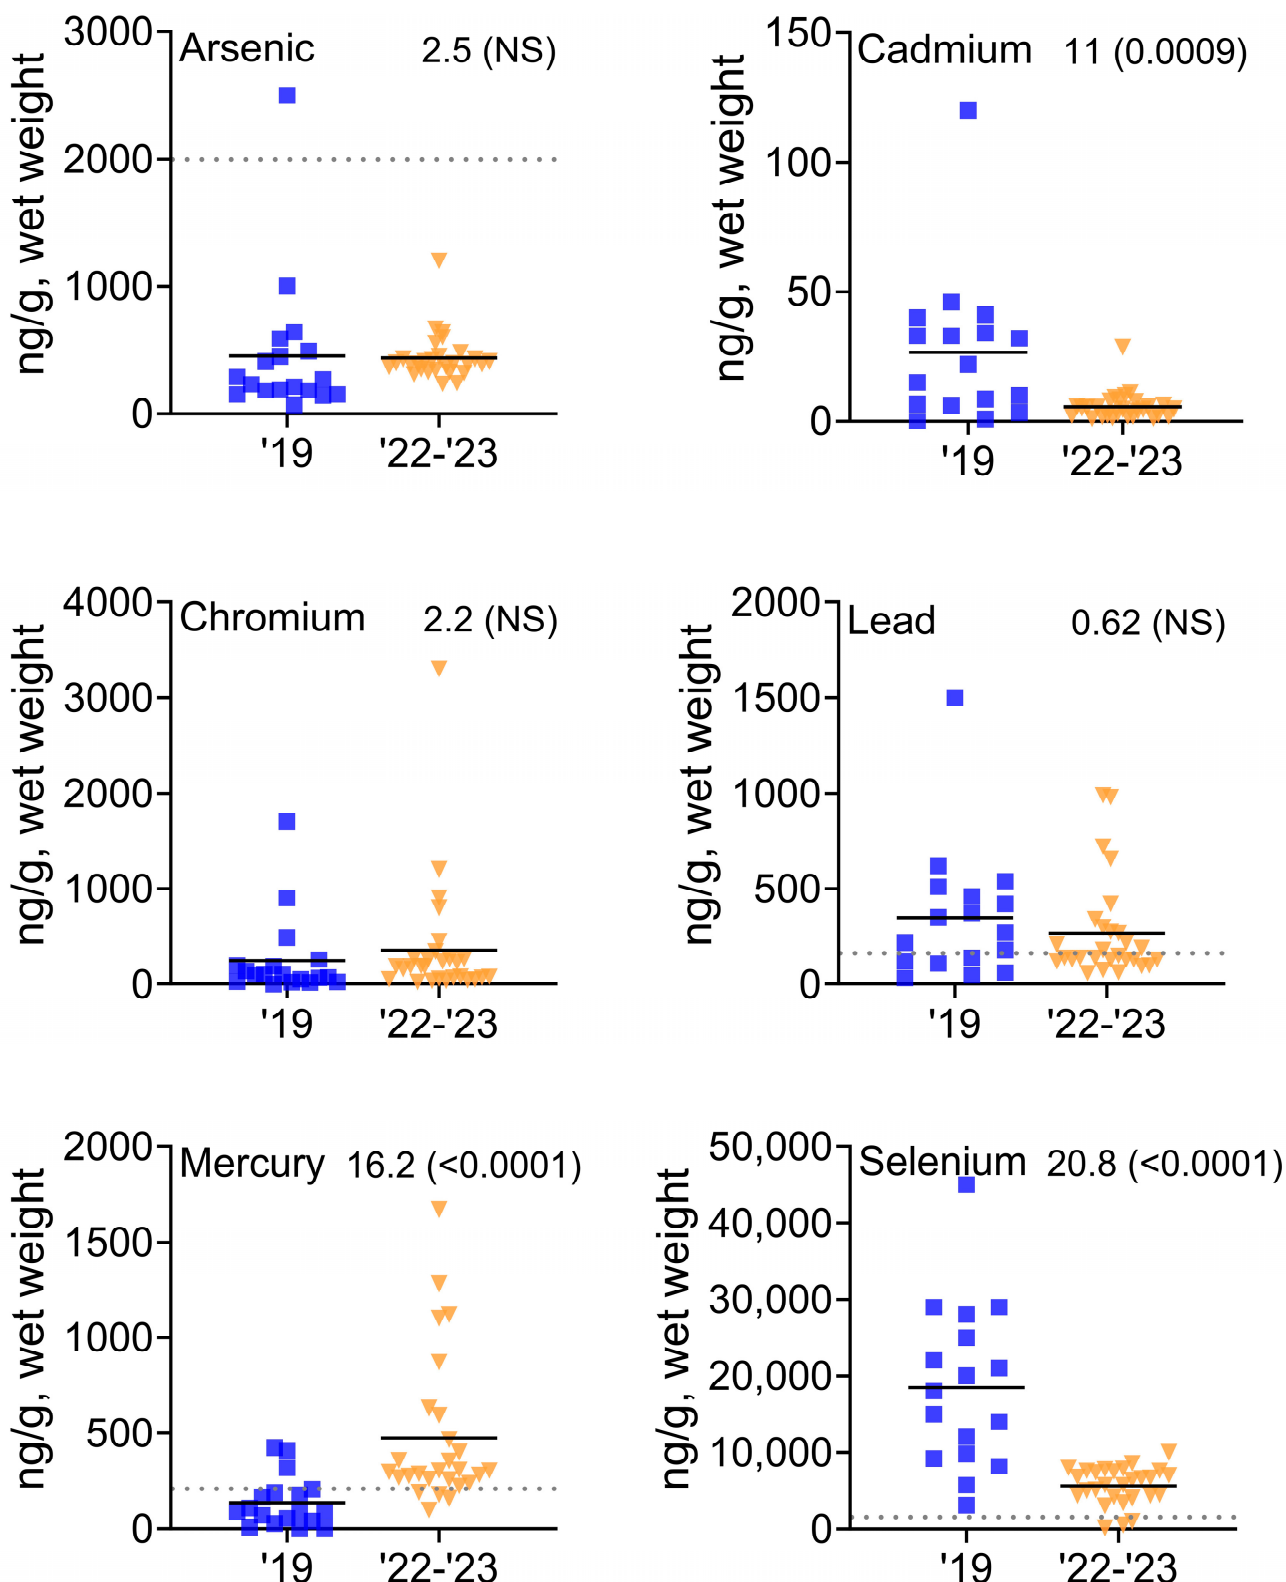 Arsenic 2.5 (NS)
ng/g, wet weight
3000
2000
1000
0
'19 '22-'23
Cadmium 11 (0.0009)
ng/g, wet weight
150
100
50
0
'19 '22-'23
Chromium 2.2 (NS)
ng/g, wet weight
4000
3000
2000
1000
0
'19 '22-'23
Lead 0.62 (NS)
ng/g, wet weight
2000
1500
1000
500
0
'19 '22-'23
Mercury 16.2 (<0.0001)
ng/g, wet weight
2000
1500
1000
500
0
'19 '22-'23
Selenium 20.8 (<0.0001)
ng/g, wet weight
50,000
40,000
30,000
20,000
10,000
0
'19 '22-'23